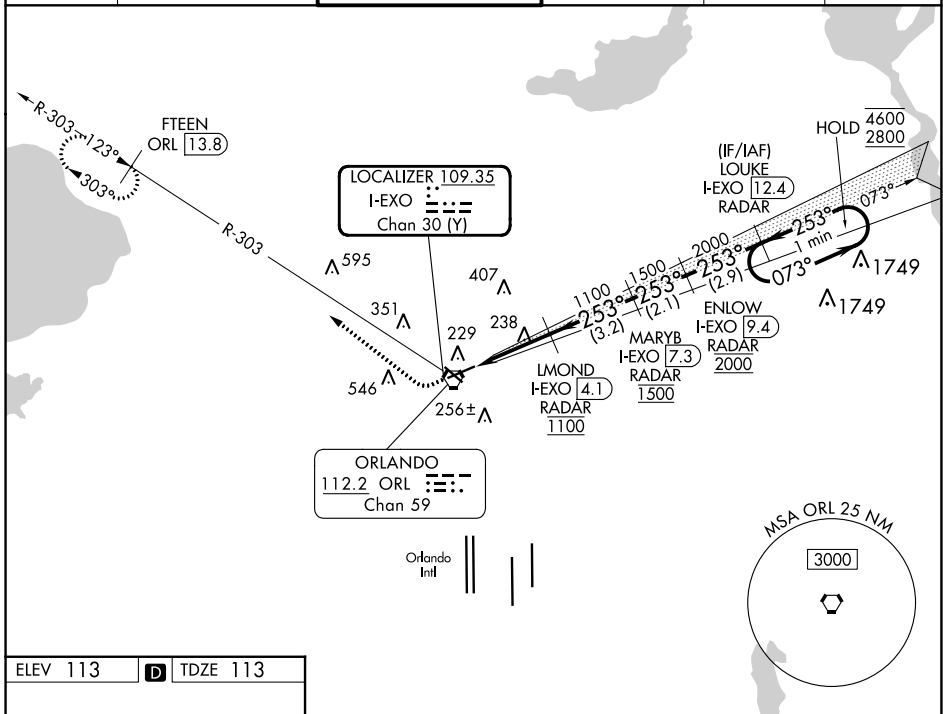 R-303
123°
303°
FTEEN
ORL 13.8
R-303
LOCALIZER 109.35
I-EXO
Chan 30 (Y)
595
407
351
229
238
546
256±
1100
1500
2000
253°
253°
253°
253°
(3.2)
(2.1)
(2.9)
1 min
073°
073°
HOLD
4600
2800
(IF/IAF)
LOUKE
I-EXO 12.4
RADAR
1749
1749
ENLOW
I-EXO 9.4
RADAR
2000
MARYB
I-EXO 7.3
RADAR
1500
LMOND
I-EXO 4.1
RADAR
1100
ORLANDO
112.2 ORL
Chan 59
Orlando
Intl
MSA ORL 25 NM
3000
ELEV 113 D TDZE 113